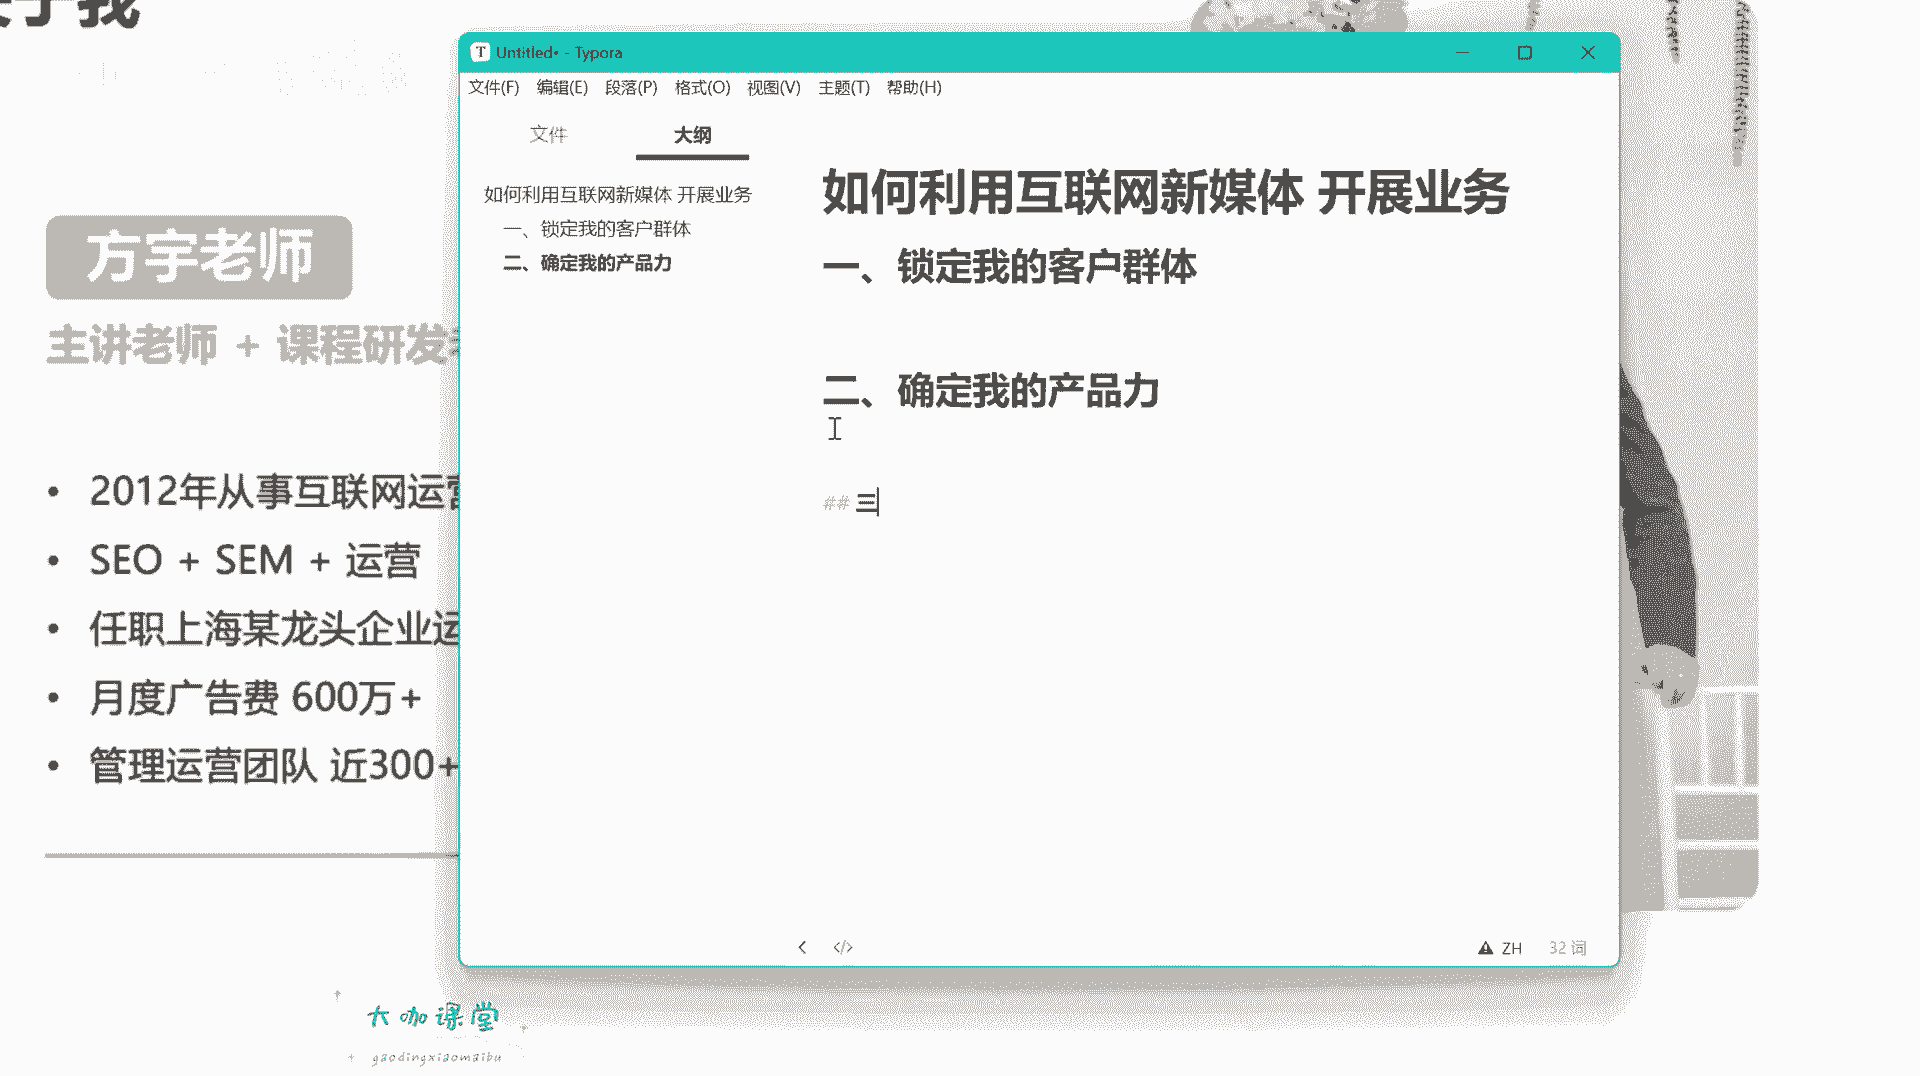 Untitled• - Typora
文件(F) 编辑(E) 段落(P) 格式(O) 视图(V) 主题(T) 帮助(H)
文件 大纲
如何利用互联网新媒体 开展业务
一、锁定我的客户群体
二、确定我的产品力
如何利用互联网新媒体 开展业务
一、锁定我的客户群体
二、确定我的产品力
## 三
ZH 32 词
方宇老师
主讲老师 + 课程研发
• 2012年从事互联网运营
• SEO + SEM + 运营
• 任职上海某龙头企业运
• 月度广告费 600万+
• 管理运营团队 近300+
大咖课堂
gaodingxiaomaibu